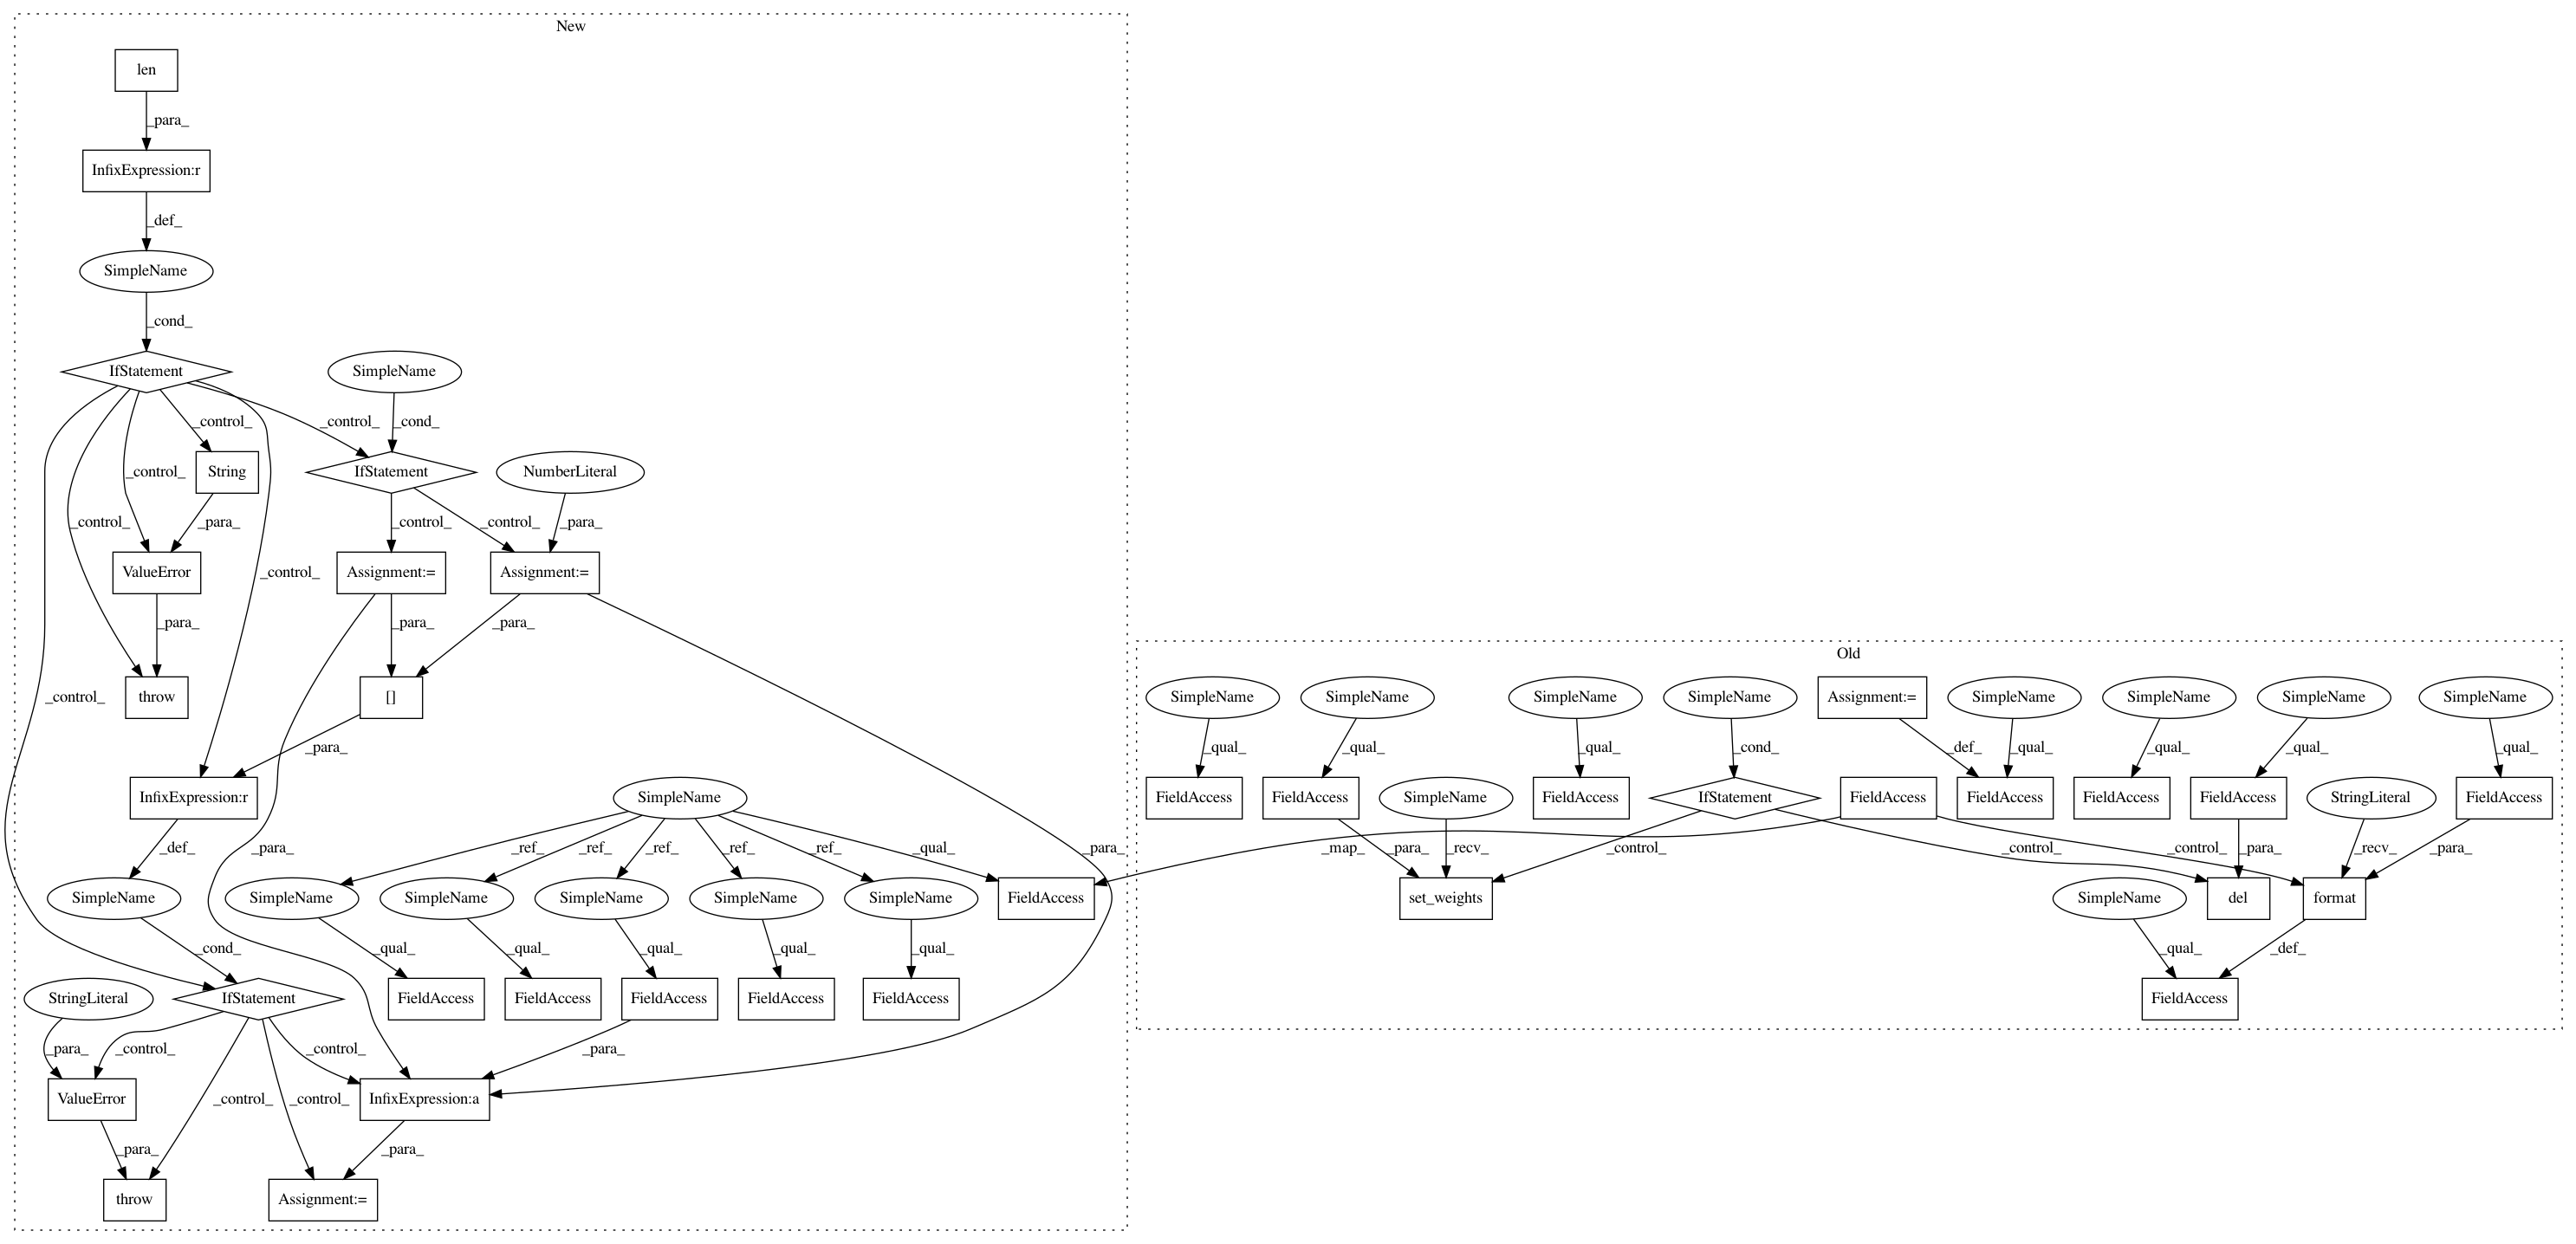 New
len
_para_
InfixExpression:r
_def_
SimpleName
_cond_
IfStatement
SimpleName
_control_
_control_
_cond_
_control_
String
IfStatement
NumberLiteral
_control_
_para_
_control_
_control_
_para_
ValueError
_control_
Assignment:=
Assignment:=
_para_
_para_
_para_
_control_
throw
[]
_para_
InfixExpression:r
SimpleName
_def_
_para_
_ref_
_ref_
_ref_
_ref_
_ref_
_qual_
_para_
SimpleName
SimpleName
SimpleName
SimpleName
SimpleName
SimpleName
FieldAccess
_cond_
_qual_
_qual_
_qual_
_qual_
_qual_
StringLiteral
IfStatement
FieldAccess
FieldAccess
FieldAccess
FieldAccess
FieldAccess
_para_
_control_
_control_
_para_
ValueError
_control_
_control_
InfixExpression:a
_para_
_para_
throw
Assignment:=
Old
SimpleName
SimpleName
SimpleName
SimpleName
Assignment:=
SimpleName
SimpleName
SimpleName
SimpleName
_qual_
_qual_
_qual_
_cond_
_def_
_qual_
_qual_
_qual_
_qual_
FieldAccess
FieldAccess
SimpleName
FieldAccess
IfStatement
FieldAccess
FieldAccess
FieldAccess
FieldAccess
StringLiteral
FieldAccess
_map_
_para_
_recv_
_control_
_control_
_para_
_control_
_recv_
_para_
set_weights
SimpleName
del
format
_qual_
_def_
FieldAccess